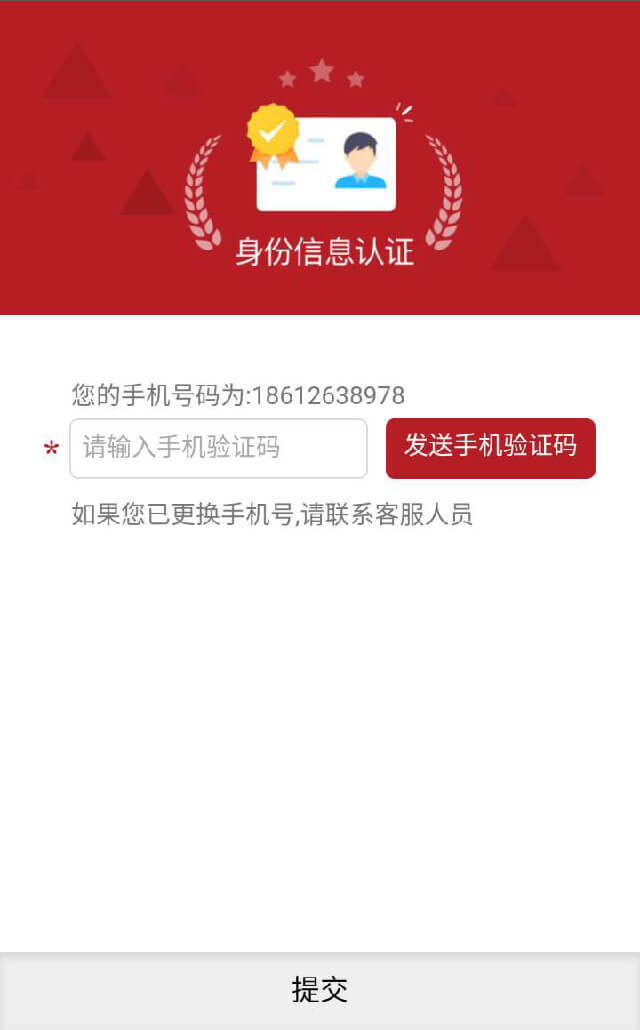 身份信息认证
您的手机号码为:18612638978
* 请输入手机验证码 发送手机验证码
如果您已更换手机号,请联系客服人员
提交